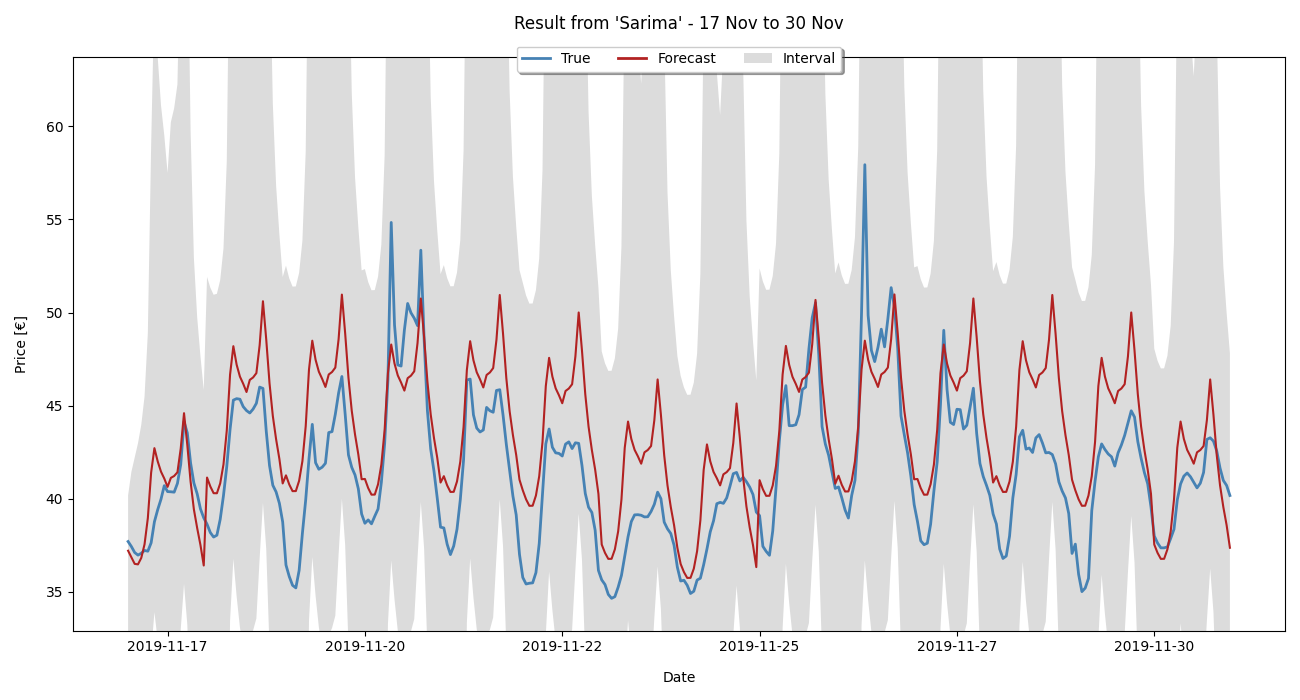 Result from 'Sarima' - 17 Nov to 30 Nov
True Forecast Interval
60
55
50
45
40
35
Price [€]
2019-11-17 2019-11-20 2019-11-22 2019-11-25 2019-11-27 2019-11-30
Date